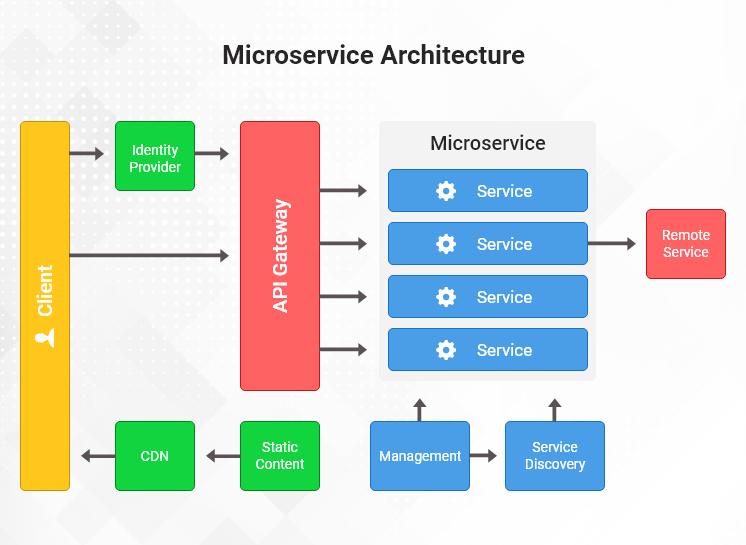 Microservice Architecture
Client
Identity
Provider
API Gateway
Microservice
Service
Service
Service
Service
Remote
Service
CDN
Static
Content
Management
Service
Discovery